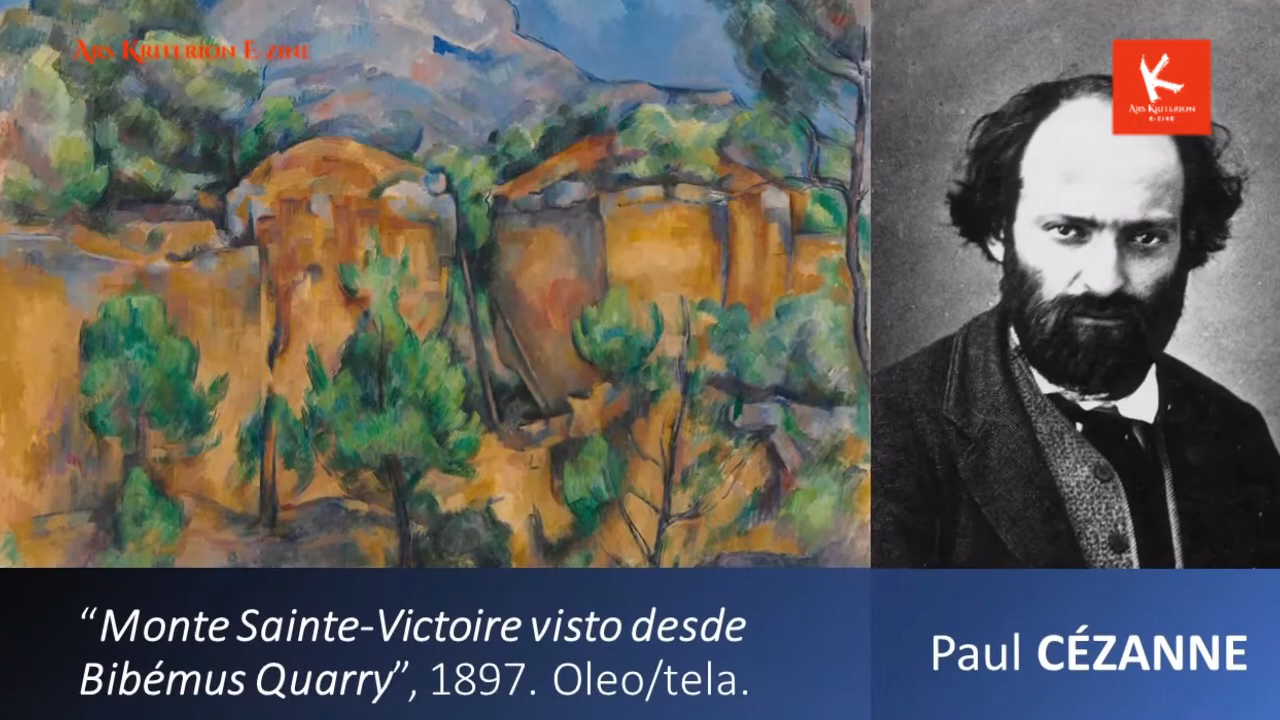 ARS KRITERION E-ZINE
K
ARS KRITERION
E-ZINE
“Monte Sainte-Victoire visto desde
Bibémus Quarry”, 1897. Oleo/tela.
Paul CÉZANNE